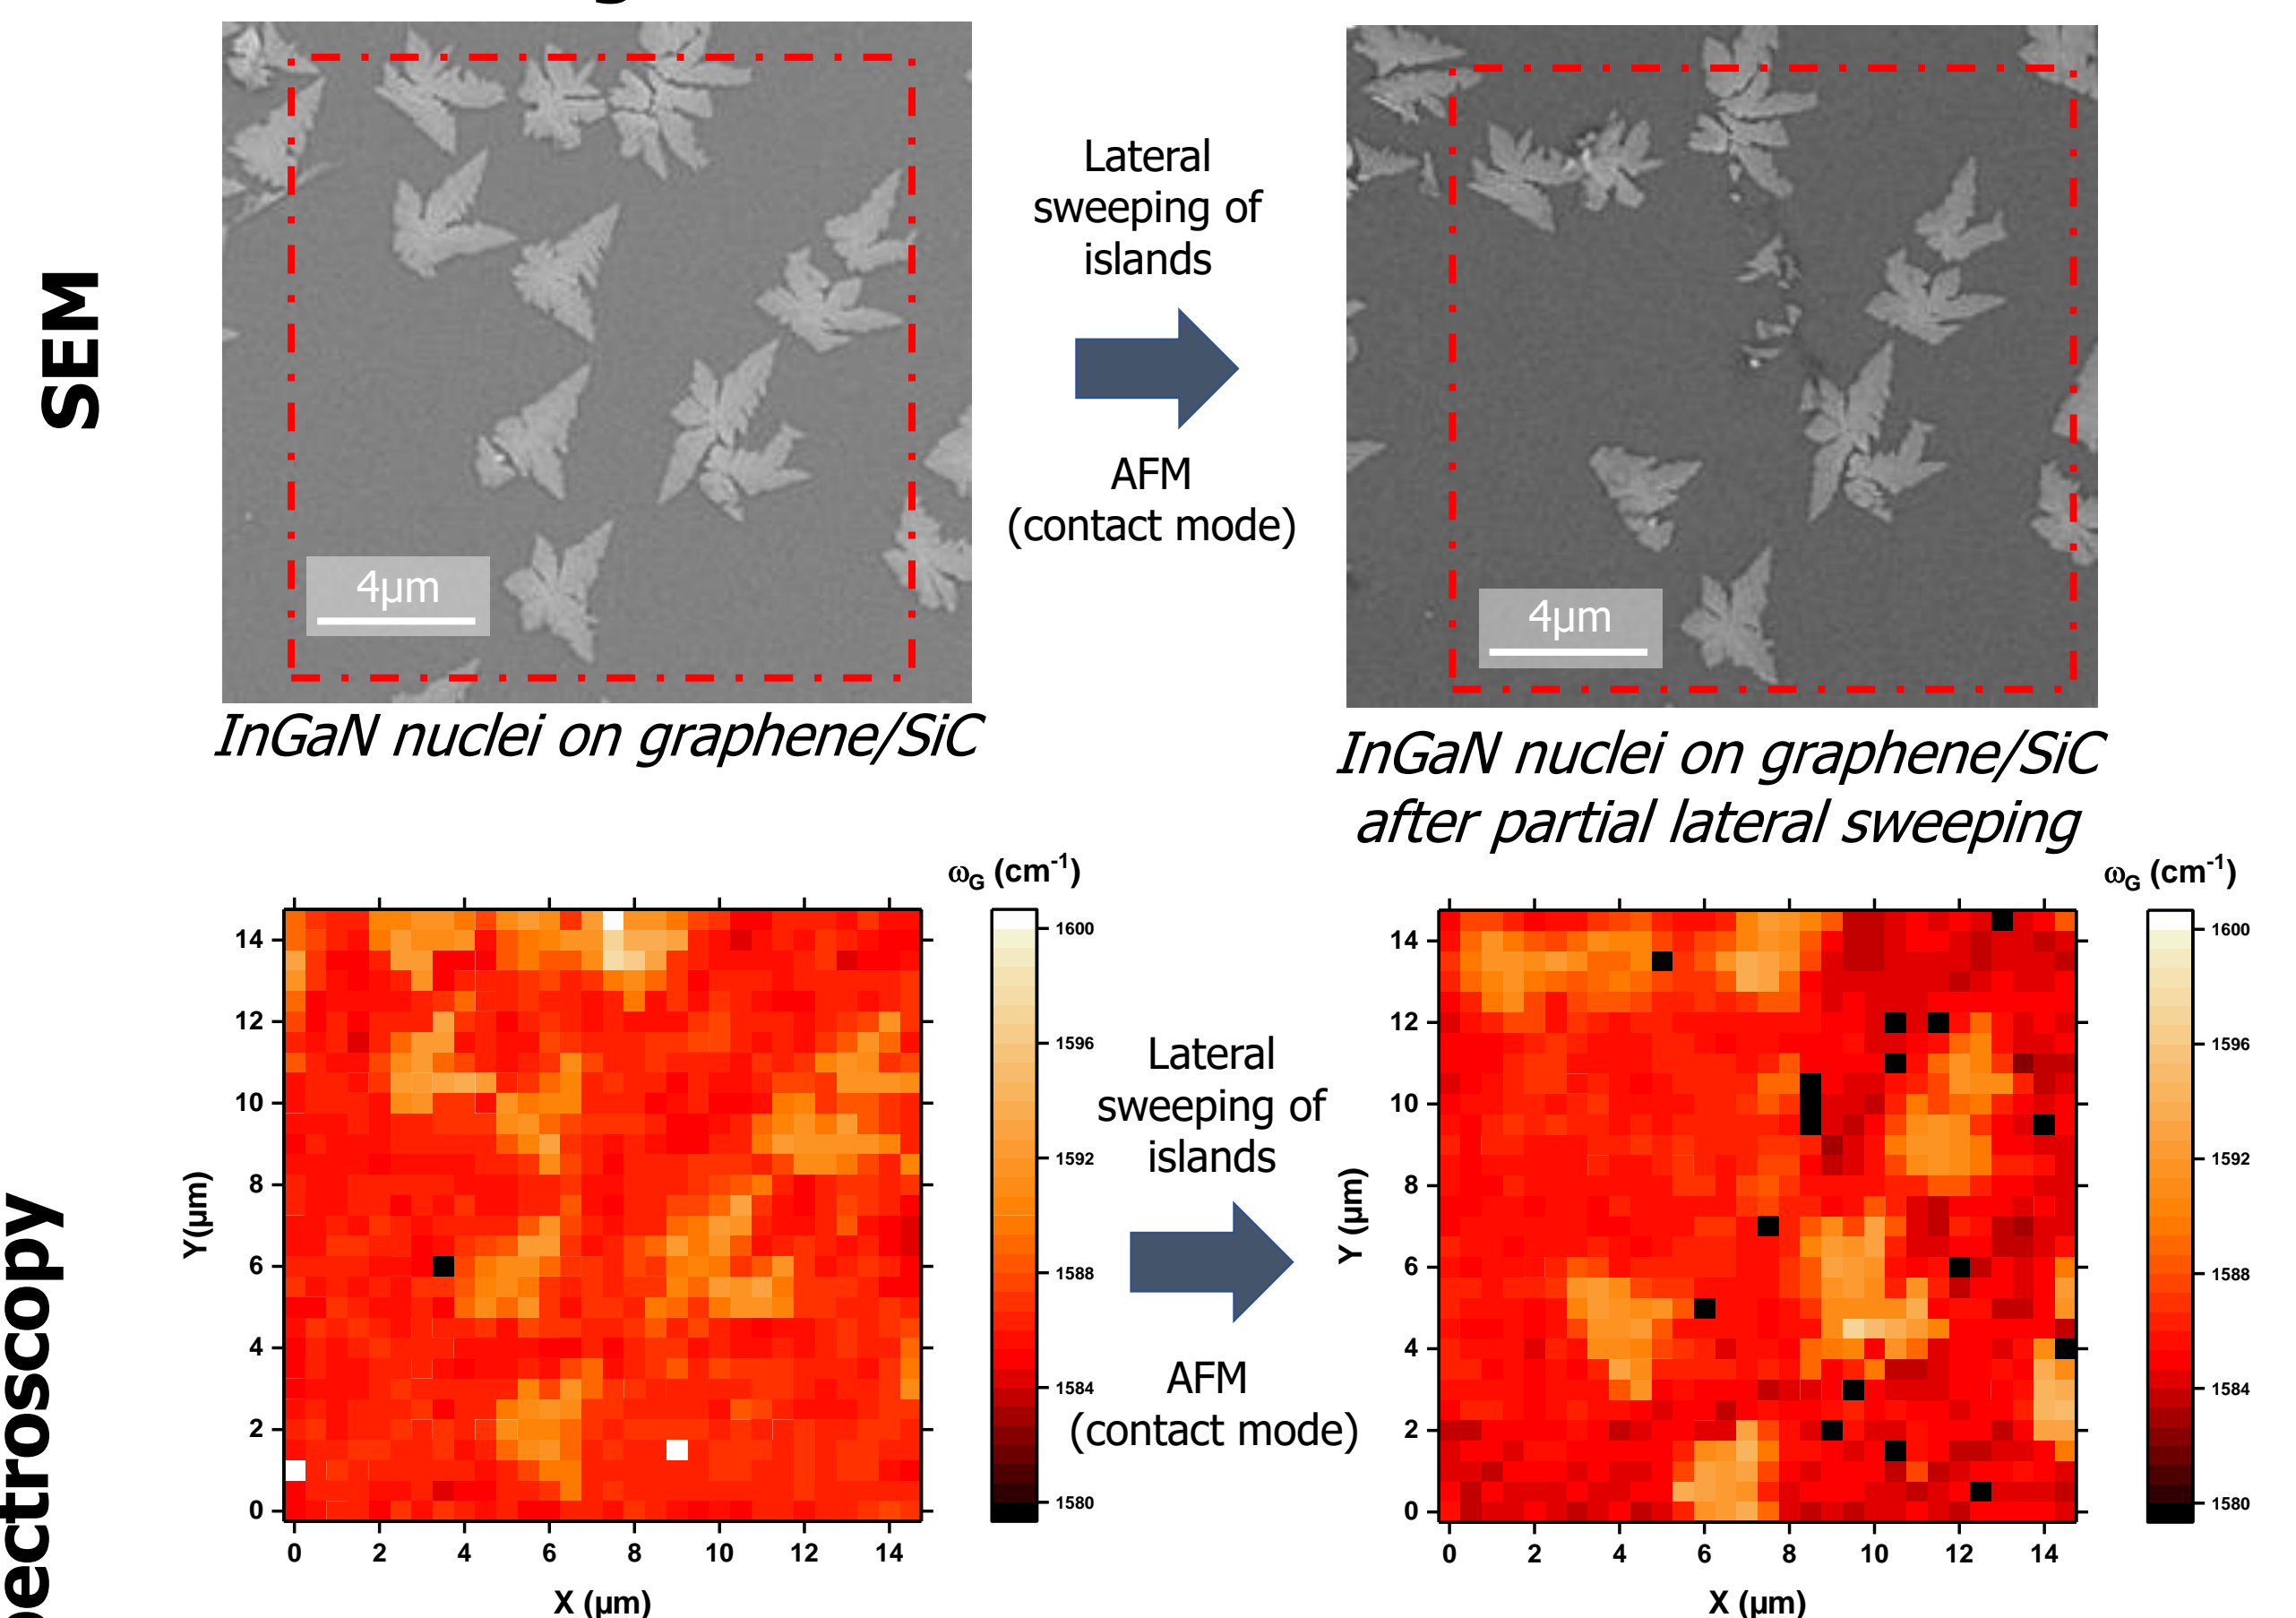 SEM
4µm
Lateral
sweeping of
islands
AFM
(contact mode)
4µm
InGaN nuclei on graphene/SiC
InGaN nuclei on graphene/SiC
after partial lateral sweeping
ωG (cm-1)
1600
1596
1592
1588
1584
1580
14
12
10
8
6
4
2
0
Y(µm)
0 2 4 6 8 10 12 14
X (µm)
Lateral
sweeping of
islands
AFM
(contact mode)
ωG (cm-1)
1600
1596
1592
1588
1584
1580
14
12
10
8
6
4
2
0
Y (µm)
0 2 4 6 8 10 12 14
X (µm)
pectroscopy